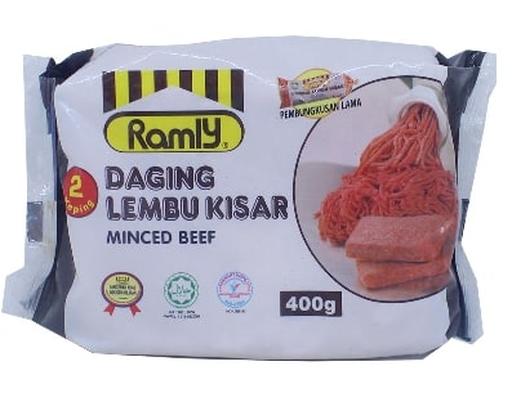 Ramly®
PEMBUNGKUSAN LAMA
2
keping
DAGING
LEMBU KISAR
MINCED BEEF
400g